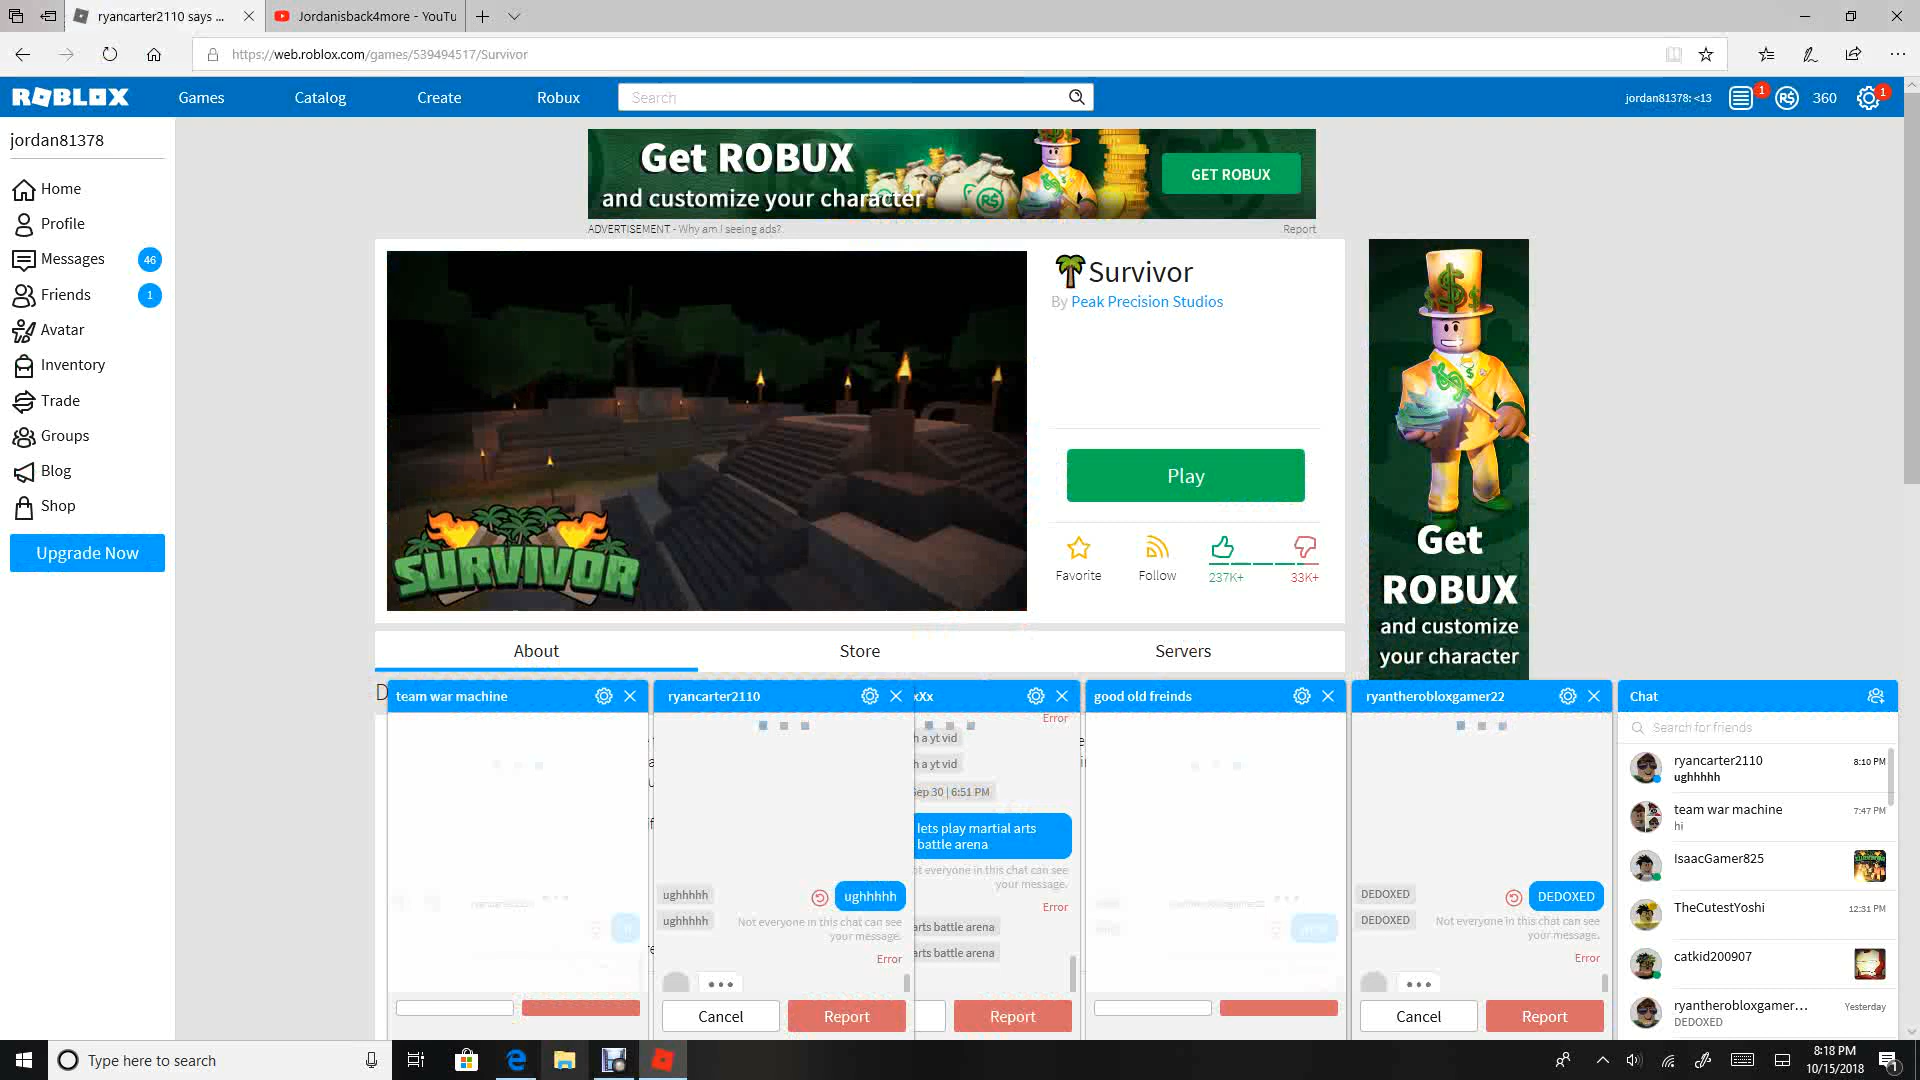 ryancarter2110 says ...
Jordanisback4more - YouTu
https://web.roblox.com/games/539494517/Survivor
ROBLOX
Games
Catalog
Create
Robux
Search
jordan81378: <13
1
R$
360
1
jordan81378
Home
Profile
Messages
46
Friends
1
Avatar
Inventory
Trade
Groups
Blog
Shop
Upgrade Now
Get ROBUX
and customize your character
R$
GET ROBUX
ADVERTISEMENT - Why am I seeing ads?
Report
SURVIVOR
Survivor
By Peak Precision Studios
Play
Favorite
Follow
237K+
33K+
Get
ROBUX
and customize
your character
About
Store
Servers
D
team war machine
ryancarter2110
ughhhhh
ughhhhh
ughhhhh
Not everyone in this chat can see
your message.
Error
Cancel
Report
xXx
Error
h a yt vid
h a yt vid
Sep 30 | 6:51 PM
lets play martial arts
battle arena
ot everyone in this chat can see
your message.
Error
arts battle arena
arts battle arena
Report
good old freinds
ryantherobloxgamer22
DEDOXED
DEDOXED
DEDOXED
Not everyone in this chat can see
your message.
Error
Cancel
Report
Chat
Search for friends
ryancarter2110
8:10 PM
ughhhhh
team war machine
7:47 PM
hi
IsaacGamer825
TheCutestYoshi
12:31 PM
catkid200907
ryantherobloxgamer...
Yesterday
DEDOXED
Type here to search
8:18 PM
10/15/2018
1